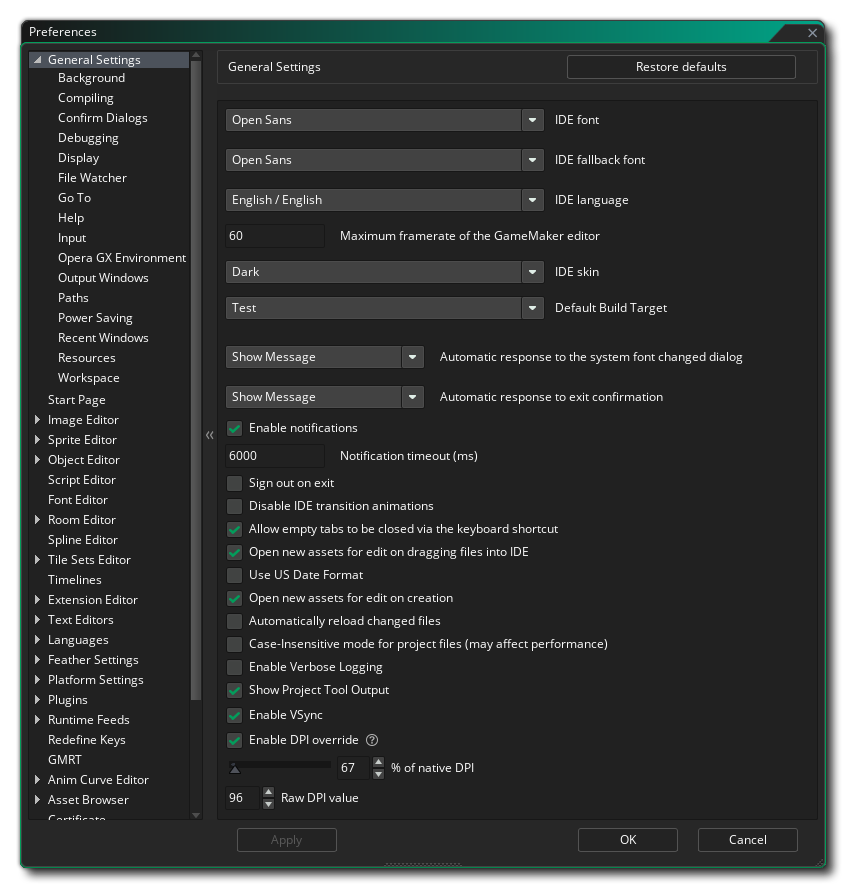 Preferences
General Settings
Background
Compiling
Confirm Dialogs
Debugging
Display
File Watcher
Go To
Help
Input
Opera GX Environment
Output Windows
Paths
Power Saving
Recent Windows
Resources
Workspace
Start Page
Image Editor
Sprite Editor
Object Editor
Script Editor
Font Editor
Room Editor
Spline Editor
Tile Sets Editor
Timelines
Extension Editor
Text Editors
Languages
Feather Settings
Platform Settings
Plugins
Runtime Feeds
Redefine Keys
GMRT
Anim Curve Editor
Asset Browser
Certificate
General Settings
Restore defaults
Open Sans IDE font
Open Sans IDE fallback font
English / English IDE language
60 Maximum framerate of the GameMaker editor
Dark IDE skin
Test Default Build Target
Show Message Automatic response to the system font changed dialog
Show Message Automatic response to exit confirmation
Enable notifications
6000 Notification timeout (ms)
Sign out on exit
Disable IDE transition animations
Allow empty tabs to be closed via the keyboard shortcut
Open new assets for edit on dragging files into IDE
Use US Date Format
Open new assets for edit on creation
Automatically reload changed files
Case-Insensitive mode for project files (may affect performance)
Enable Verbose Logging
Show Project Tool Output
Enable VSync
Enable DPI override ?
67 % of native DPI
96 Raw DPI value
Apply
OK
Cancel